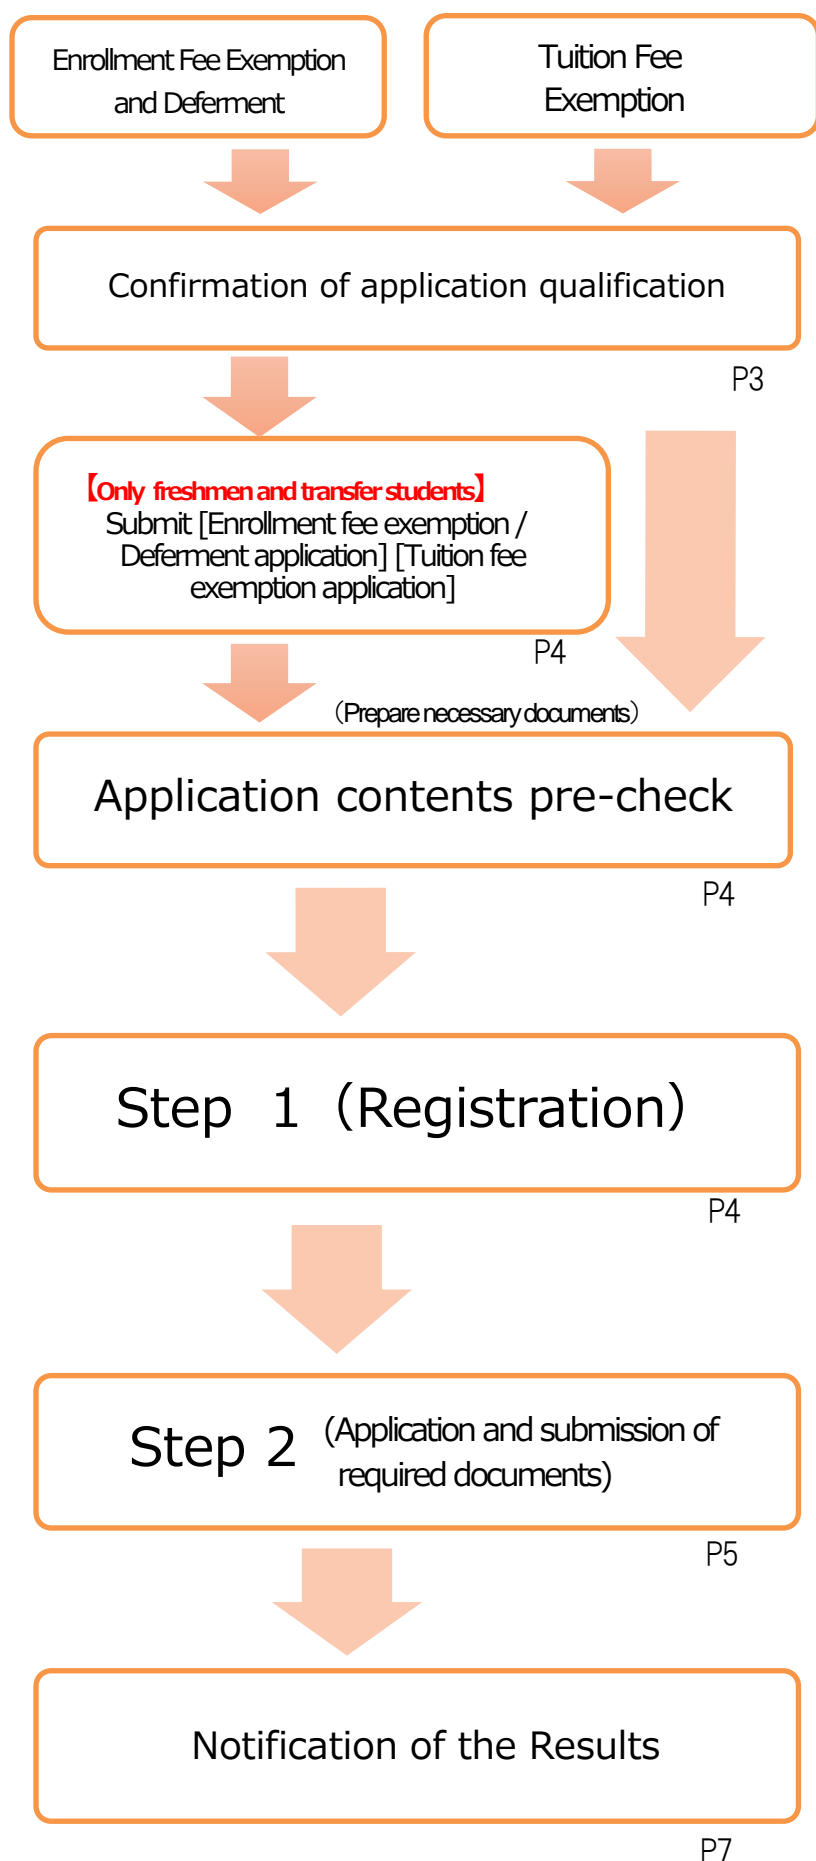 Enrollment Fee Exemption
and Deferment
Tuition Fee
Exemption
Confirmation of application qualification
P3
【Only freshmen and transfer students】
Submit [Enrollment fee exemption /
Deferment application] [Tuition fee
exemption application]
P4
（Prepare necessary documents）
Application contents pre-check
P4
Step 1（Registration）
P4
Step 2 (Application and submission of
required documents)
P5
Notification of the Results
P7